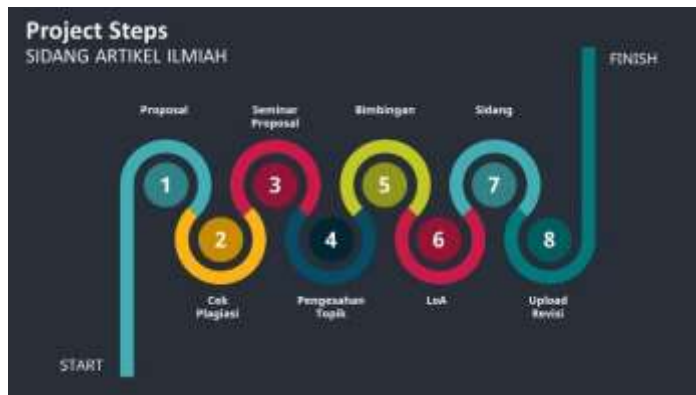 Project Steps
SIDANG ARTIKEL ILMIAH
FINISH
Proposal
Seminar
Proposal
Bimbingan
Sidang
1
3
5
7
2
4
6
8
Cek
Plagiasi
Pengesahan
Topik
LoA
Upload
Revisi
START